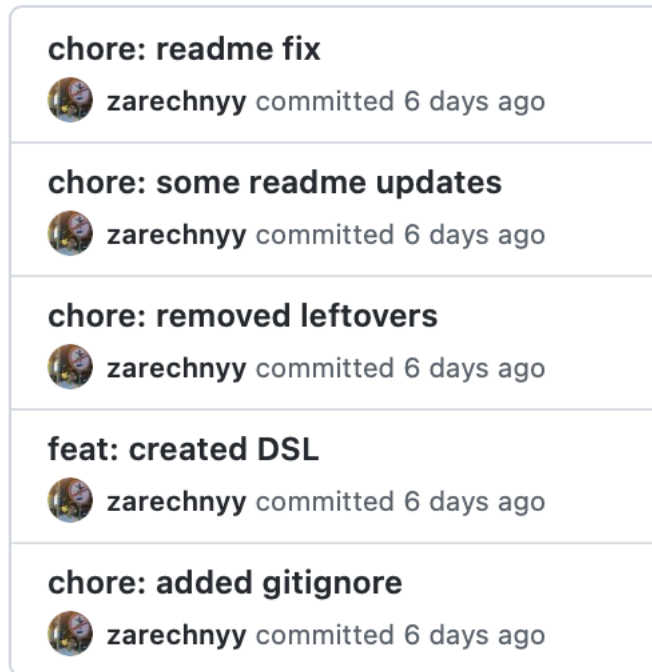 chore: readme fix
zarechnyy committed 6 days ago
chore: some readme updates
zarechnyy committed 6 days ago
chore: removed leftovers
zarechnyy committed 6 days ago
feat: created DSL
zarechnyy committed 6 days ago
chore: added gitignore
zarechnyy committed 6 days ago